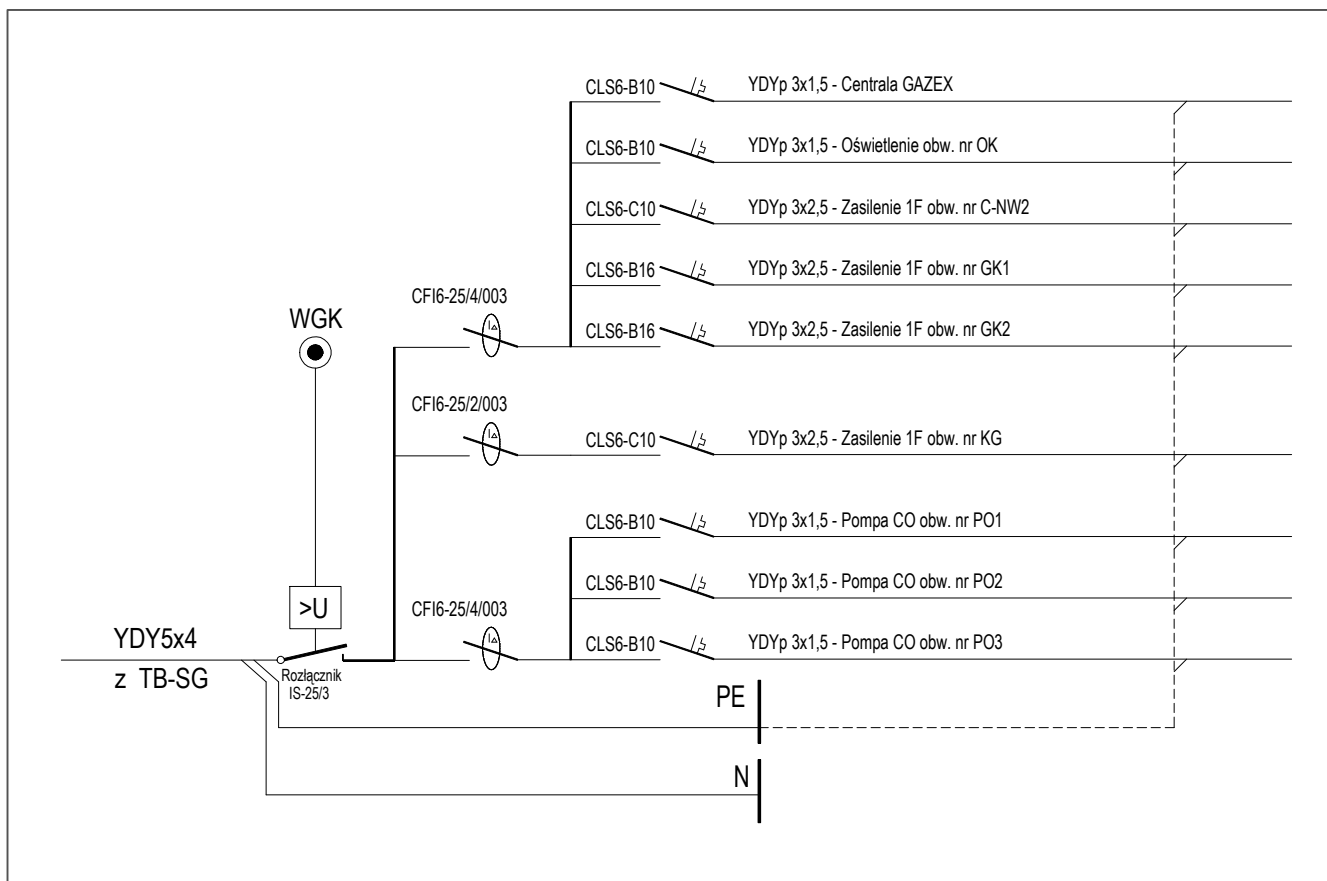 CLS6-B10 YDYp 3x1,5 - Centrala GAZEX
CLS6-B10 YDYp 3x1,5 - Oświetlenie obw. nr OK
CLS6-C10 YDYp 3x2,5 - Zasilenie 1F obw. nr C-NW2
CLS6-B16 YDYp 3x2,5 - Zasilenie 1F obw. nr GK1
CFI6-25/4/003
I∆
CLS6-B16 YDYp 3x2,5 - Zasilenie 1F obw. nr GK2
WGK
CFI6-25/2/003
I∆
CLS6-C10 YDYp 3x2,5 - Zasilenie 1F obw. nr KG
CLS6-B10 YDYp 3x1,5 - Pompa CO obw. nr PO1
CLS6-B10 YDYp 3x1,5 - Pompa CO obw. nr PO2
>U
CFI6-25/4/003
I∆
CLS6-B10 YDYp 3x1,5 - Pompa CO obw. nr PO3
YDY5x4
z TB-SG
Rozłącznik
IS-25/3
PE
N